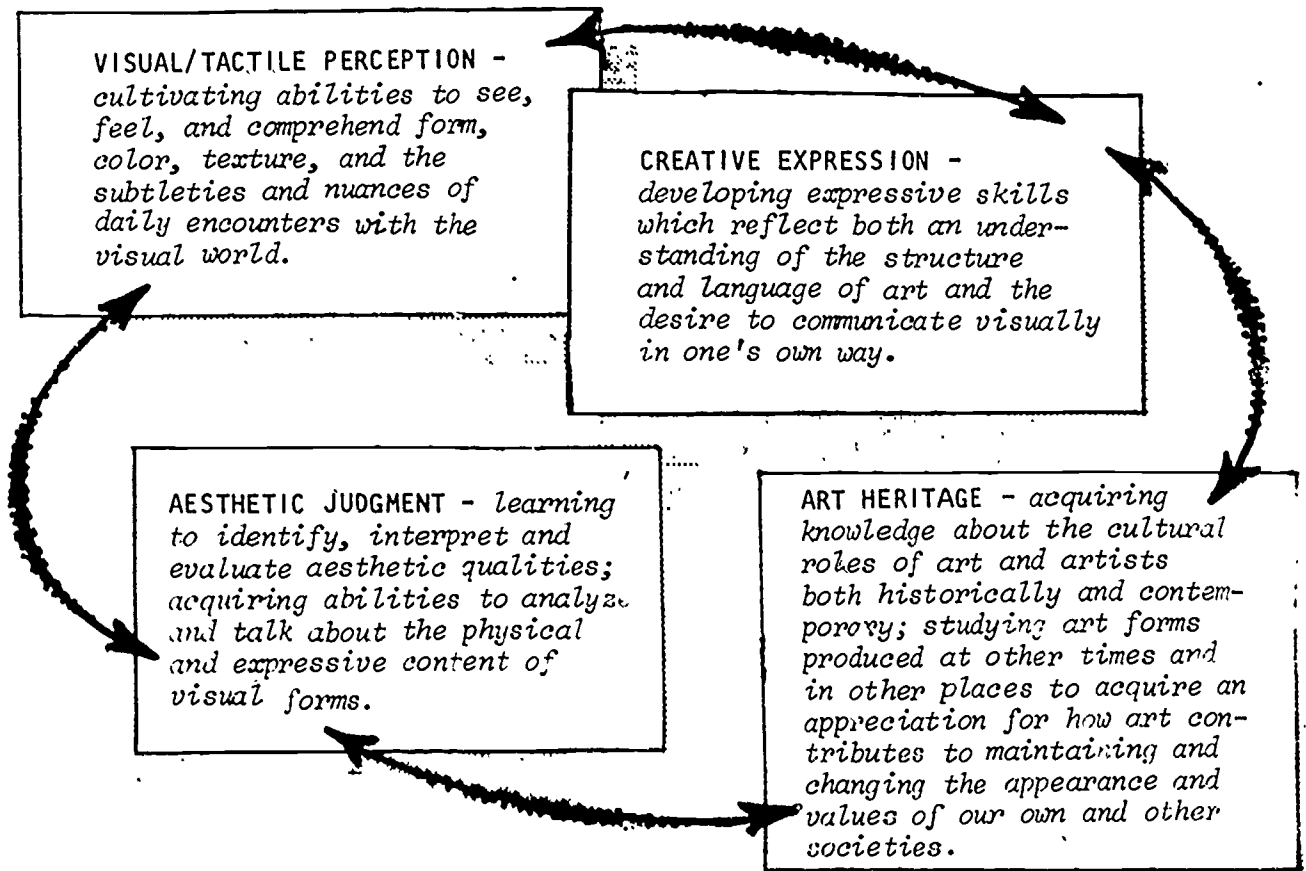 VISUAL/TACTILE PERCEPTION -
cultivating abilities to see,
feel, and comprehend form,
color, texture, and the
subtleties and nuances of
daily encounters with the
visual world.
CREATIVE EXPRESSION -
developing expressive skills
which reflect both an under-
standing of the structure
and language of art and the
desire to communicate visually
in one's own way.
AESTHETIC JUDGMENT - learning
to identify, interpret and
evaluate aesthetic qualities;
acquiring abilities to analyze
and talk about the physical
and expressive content of
visual forms.
ART HERITAGE - acquiring
knowledge about the cultural
roles of art and artists
both historically and contem-
porary; studying art forms
produced at other times and
in other places to acquire an
appreciation for how art con-
tributes to maintaining and
changing the appearance and
values of our own and other
societies.